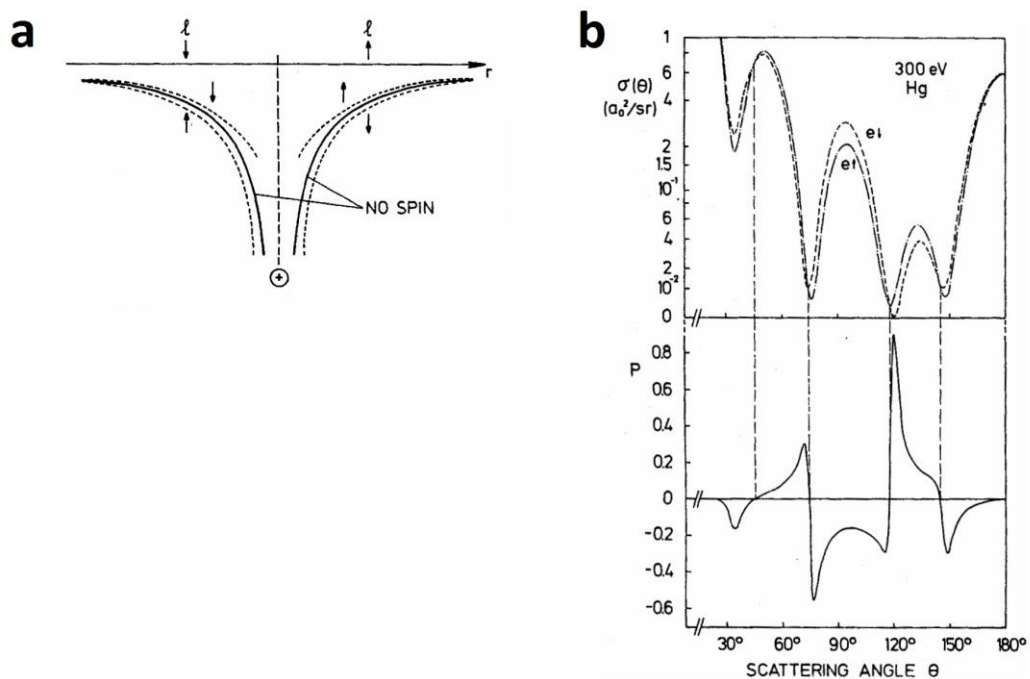 a
ℓ
ℓ
r
NO SPIN
+
b
1
6
4
2
1.5
10⁻¹
6
4
2
10⁻²
0
σ(θ)
(a₀²/sr)
300 eV
Hg
e↓
e↑
P
0.8
0.6
0.4
0.2
0
-0.2
-0.4
-0.6
30° 60° 90° 120° 150° 180°
SCATTERING ANGLE θ